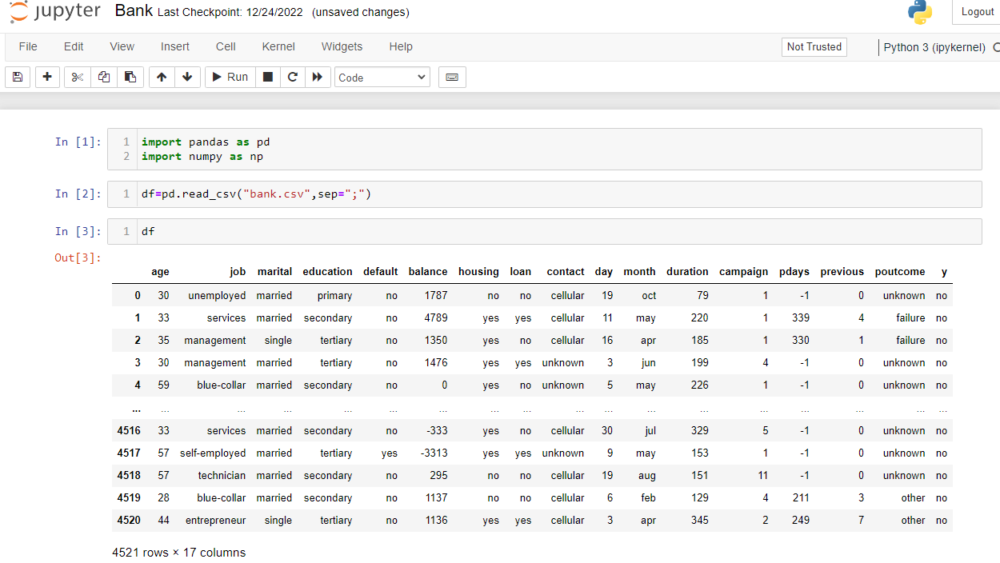 jupyter Bank Last Checkpoint: 12/24/2022 (unsaved changes) Logout
File Edit View Insert Cell Kernel Widgets Help Not Trusted Python 3 (ipykernel)
Run Code
In [1]: 1 import pandas as pd
2 import numpy as np
In [2]: 1 df=pd.read_csv("bank.csv",sep=";")
In [3]: 1 df
Out[3]:
age job marital education default balance housing loan contact day month duration campaign pdays previous poutcome y
0 30 unemployed married primary no 1787 no no cellular 19 oct 79 1 -1 0 unknown no
1 33 services married secondary no 4789 yes yes cellular 11 may 220 1 339 4 failure no
2 35 management single tertiary no 1350 yes no cellular 16 apr 185 1 330 1 failure no
3 30 management married tertiary no 1476 yes yes unknown 3 jun 199 4 -1 0 unknown no
4 59 blue-collar married secondary no 0 yes no unknown 5 may 226 1 -1 0 unknown no
... ... ... ... ... ... ... ... ... ... ... ... ... ... ... ... ... ...
4516 33 services married secondary no -333 yes no cellular 30 jul 329 5 -1 0 unknown no
4517 57 self-employed married tertiary yes -3313 yes yes unknown 9 may 153 1 -1 0 unknown no
4518 57 technician married secondary no 295 no no cellular 19 aug 151 11 -1 0 unknown no
4519 28 blue-collar married secondary no 1137 no no cellular 6 feb 129 4 211 3 other no
4520 44 entrepreneur single tertiary no 1136 yes yes cellular 3 apr 345 2 249 7 other no
4521 rows × 17 columns